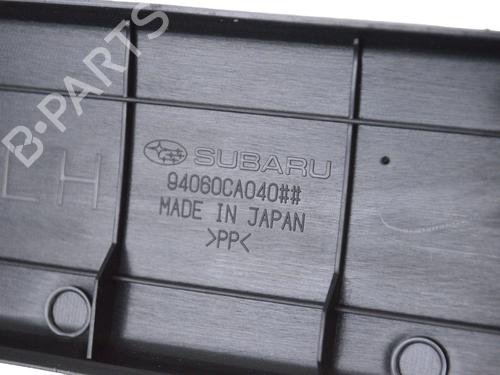 B-PARTS
SUBARU
94060CA040##
LH
MADE IN JAPAN
>PP<